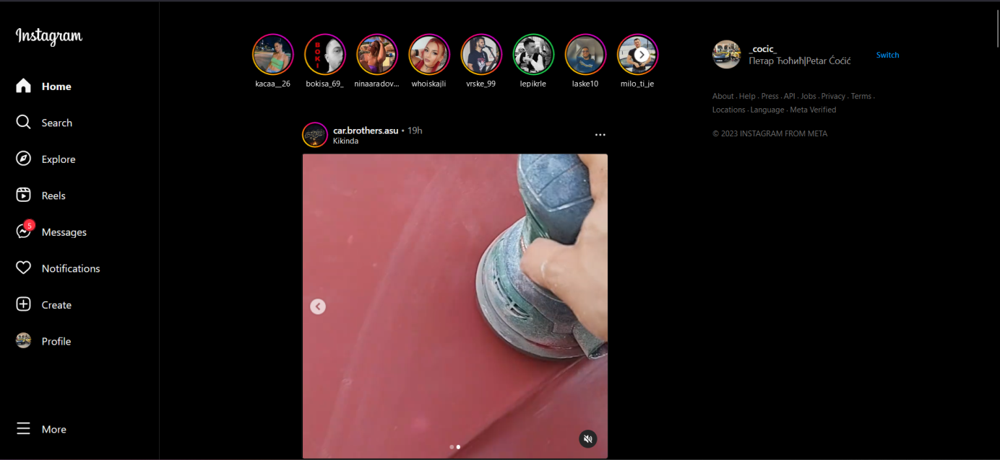 Instagram
Home
Search
Explore
Reels
5
Messages
Notifications
Create
Profile
More
BOKI
kacaa__26
bokisa_69_
ninaaradov...
whoiskajli
vrske_99
lepikrle
laske10
milo_ti_je
car.brothers.asu • 19h
Kikinda
_cocic_
Петар Ћоћић|Petar Ćoćić
Switch
About · Help · Press · API · Jobs · Privacy · Terms ·
Locations · Language · Meta Verified
© 2023 INSTAGRAM FROM META